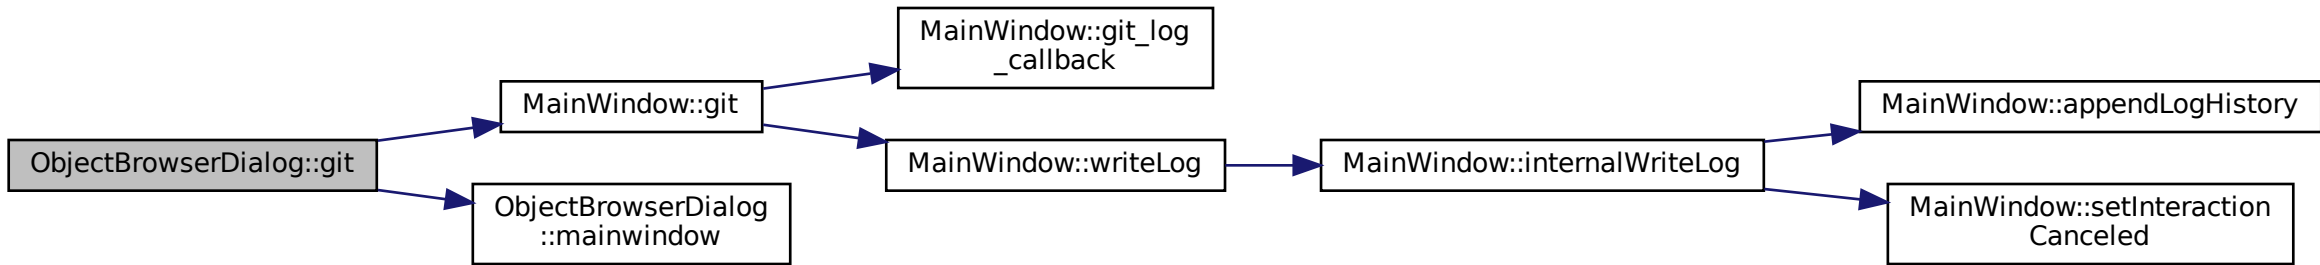 ObjectBrowserDialog::git
MainWindow::git
ObjectBrowserDialog
::mainwindow
MainWindow::git_log
_callback
MainWindow::writeLog
MainWindow::internalWriteLog
MainWindow::appendLogHistory
MainWindow::setInteraction
Canceled